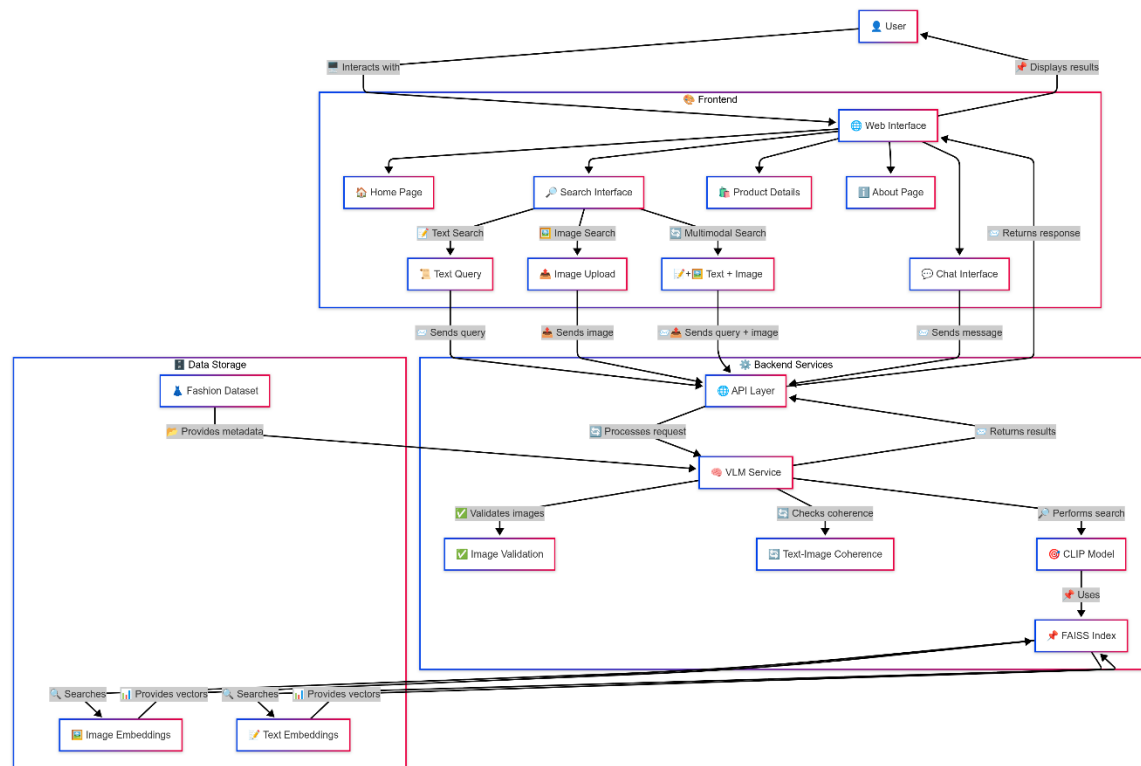 👤 User
🖥️ Interacts with
📌 Displays results
🎨 Frontend
🌐 Web Interface
🏠 Home Page
🔎 Search Interface
🛍️ Product Details
ℹ️ About Page
📝 Text Search
🖼️ Image Search
🔄 Multimodal Search
📨 Returns response
📜 Text Query
📤 Image Upload
📝+🖼️ Text + Image
💬 Chat Interface
📨 Sends query
📤 Sends image
📨📤 Sends query + image
📨 Sends message
🗄️ Data Storage
⚙️ Backend Services
👗 Fashion Dataset
🌐 API Layer
📂 Provides metadata
🔄 Processes request
📨 Returns results
🧠 VLM Service
✅ Validates images
🔄 Checks coherence
🔎 Performs search
✅ Image Validation
🔄 Text-Image Coherence
🎯 CLIP Model
📌 Uses
📌 FAISS Index
🔍 Searches
📊 Provides vectors
🔍 Searches
📊 Provides vectors
🖼️ Image Embeddings
📝 Text Embeddings